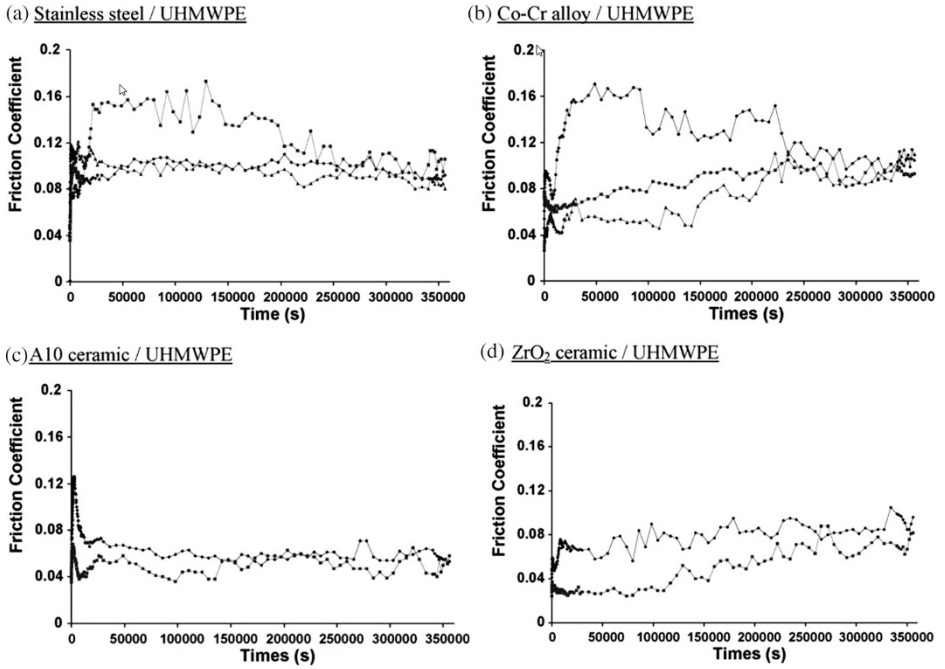 (a) Stainless steel / UHMWPE
Friction Coefficient
0.2
0.16
0.12
0.08
0.04
0
0 50000 100000 150000 200000 250000 300000 350000
Time (s)
(b) Co-Cr alloy / UHMWPE
Friction Coefficient
0.2
0.16
0.12
0.08
0.04
0
0 50000 100000 150000 200000 250000 300000 350000
Times (s)
(c) A10 ceramic / UHMWPE
Friction Coefficient
0.2
0.16
0.12
0.08
0.04
0
0 50000 100000 150000 200000 250000 300000 350000
Times (s)
(d) ZrO₂ ceramic / UHMWPE
Friction Coefficient
0.2
0.16
0.12
0.08
0.04
0
0 50000 100000 150000 200000 250000 300000 350000
Times (s)